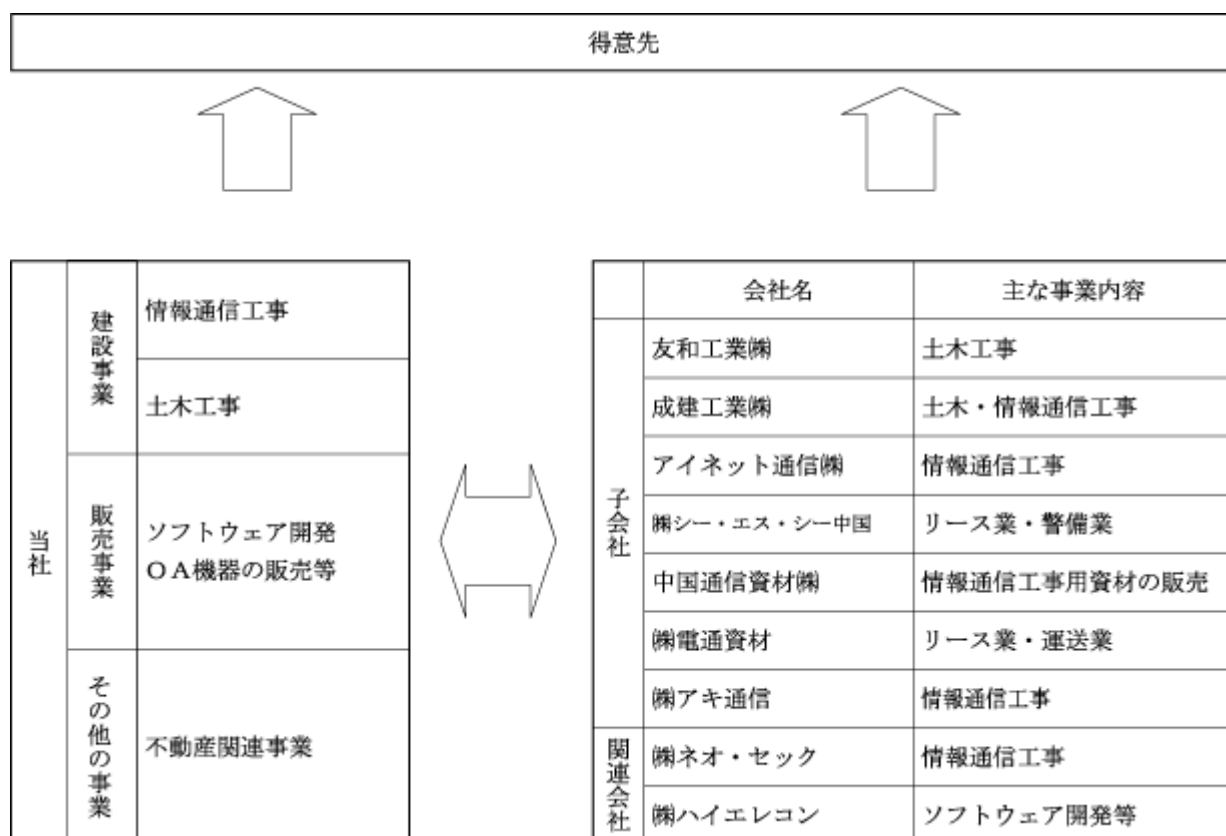 得意先
当社
建設事業
情報通信工事
土木工事
販売事業
ソフトウェア開発
ＯＡ機器の販売等
その他の事業
不動産関連事業
会社名 主な事業内容
子会社
友和工業㈱ 土木工事
成建工業㈱ 土木・情報通信工事
アイネット通信㈱ 情報通信工事
㈱シー・エス・シー中国 リース業・警備業
中国通信資材㈱ 情報通信工事用資材の販売
㈱電通資材 リース業・運送業
㈱アキ通信 情報通信工事
関連会社
㈱ネオ・セック 情報通信工事
㈱ハイエレコン ソフトウェア開発等